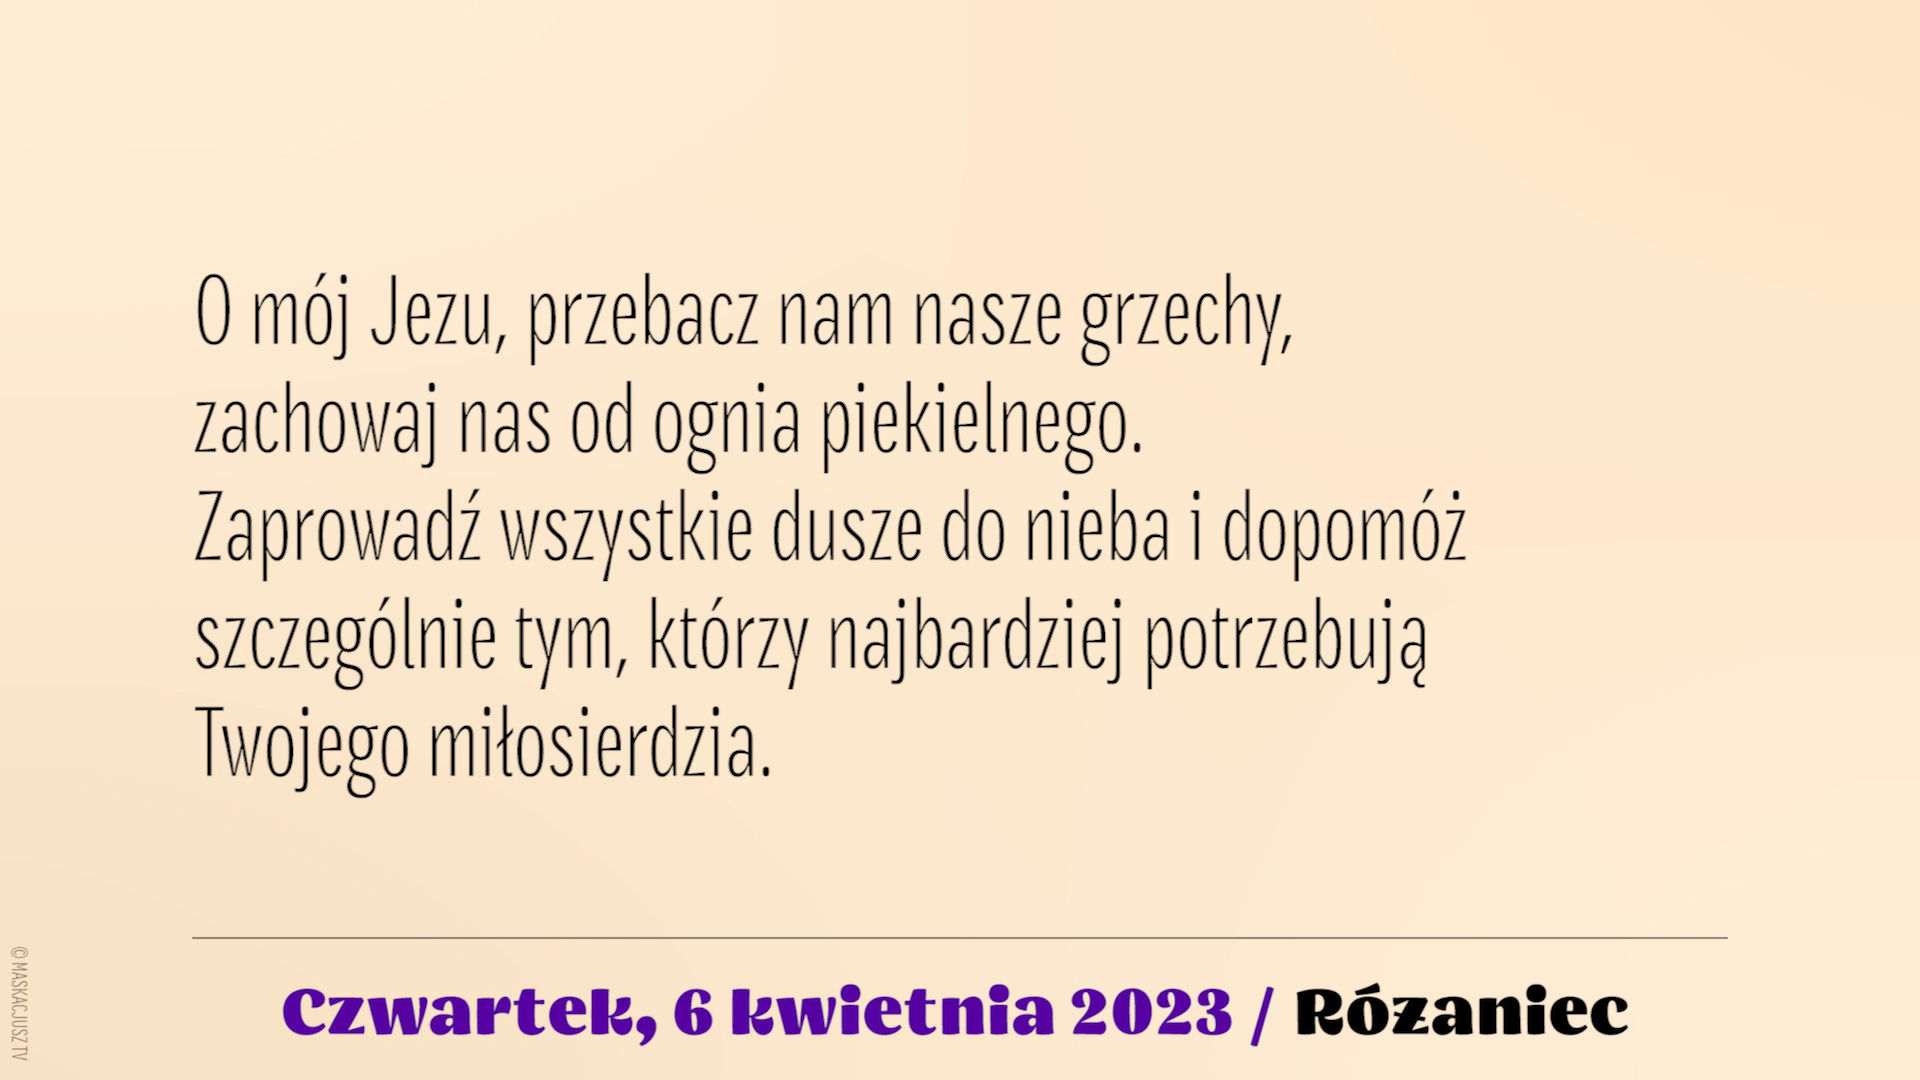 O mój Jezu, przebacz nam nasze grzechy,
zachowaj nas od ognia piekielnego.
Zaprowadź wszystkie dusze do nieba i dopomóż
szczególnie tym, którzy najbardziej potrzebują
Twojego miłosierdzia.
Czwartek, 6 kwietnia 2023 / Rózaniec
© MASKACJUSZ TV